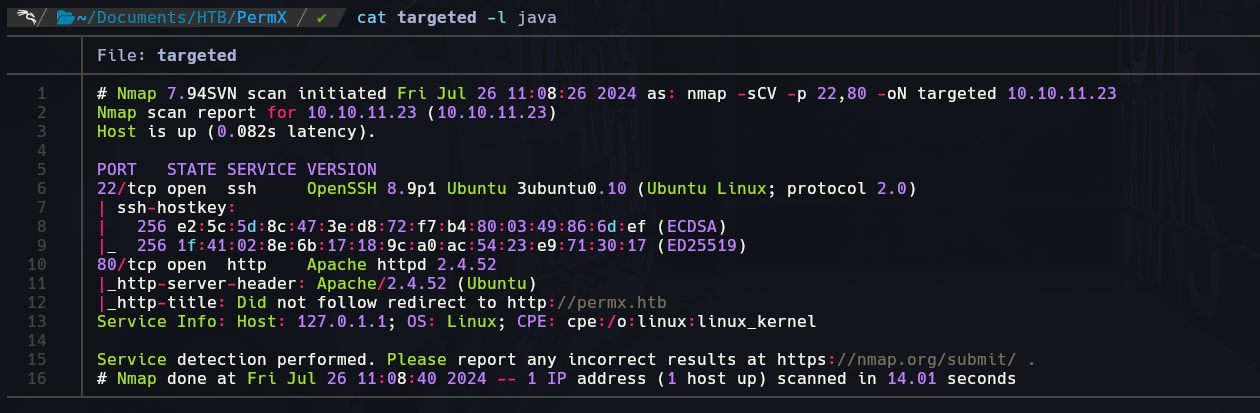 ~/Documents/HTB/PermX / ✔ cat targeted -l java
File: targeted
1 # Nmap 7.94SVN scan initiated Fri Jul 26 11:08:26 2024 as: nmap -sCV -p 22,80 -oN targeted 10.10.11.23
2 Nmap scan report for 10.10.11.23 (10.10.11.23)
3 Host is up (0.082s latency).
4
5 PORT   STATE SERVICE VERSION
6 22/tcp open  ssh     OpenSSH 8.9p1 Ubuntu 3ubuntu0.10 (Ubuntu Linux; protocol 2.0)
7 | ssh-hostkey:
8 |   256 e2:5c:5d:8c:47:3e:d8:72:f7:b4:80:03:49:86:6d:ef (ECDSA)
9 |_  256 1f:41:02:8e:6b:17:18:9c:a0:ac:54:23:e9:71:30:17 (ED25519)
10 80/tcp open  http    Apache httpd 2.4.52
11 |_http-server-header: Apache/2.4.52 (Ubuntu)
12 |_http-title: Did not follow redirect to http://permx.htb
13 Service Info: Host: 127.0.1.1; OS: Linux; CPE: cpe:/o:linux:linux_kernel
14
15 Service detection performed. Please report any incorrect results at https://nmap.org/submit/ .
16 # Nmap done at Fri Jul 26 11:08:40 2024 -- 1 IP address (1 host up) scanned in 14.01 seconds